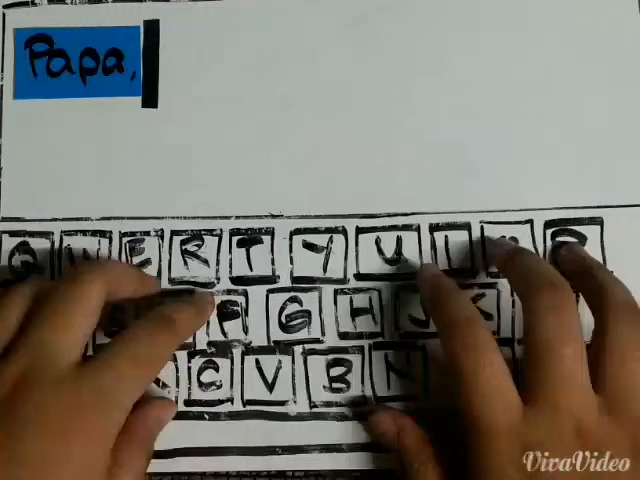 Papa,
Q W E R T Y U I O P
F G H J K
X C V B N
VivaVideo